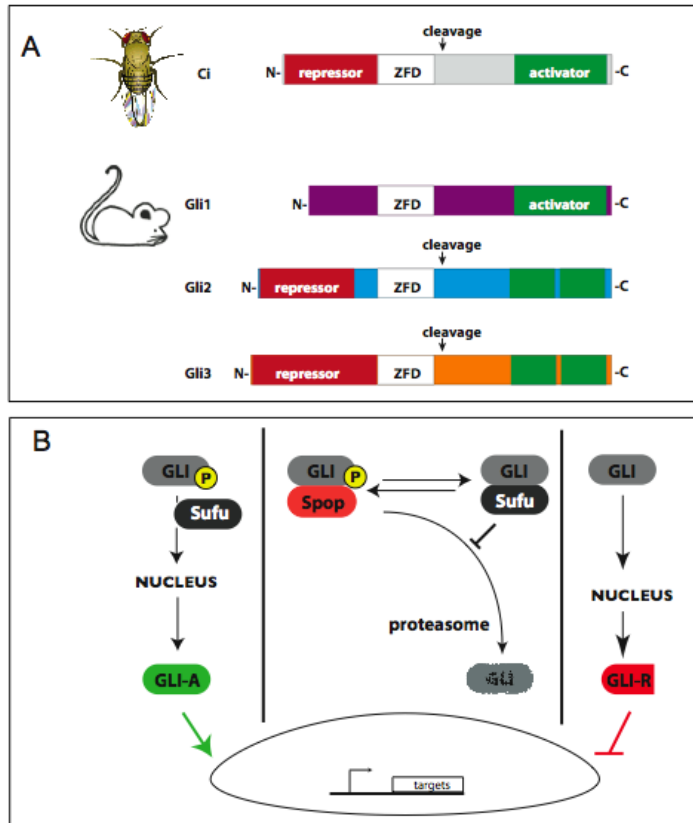 A
cleavage
Ci N- repressor ZFD activator -C
Gli1 N- ZFD activator -C
cleavage
Gli2 N- repressor ZFD -C
cleavage
Gli3 N- repressor ZFD -C
B
GLI P GLI P GLI GLI
Sufu Spop Sufu
NUCLEUS NUCLEUS
proteasome
GLI-A GLI GLI-R
targets